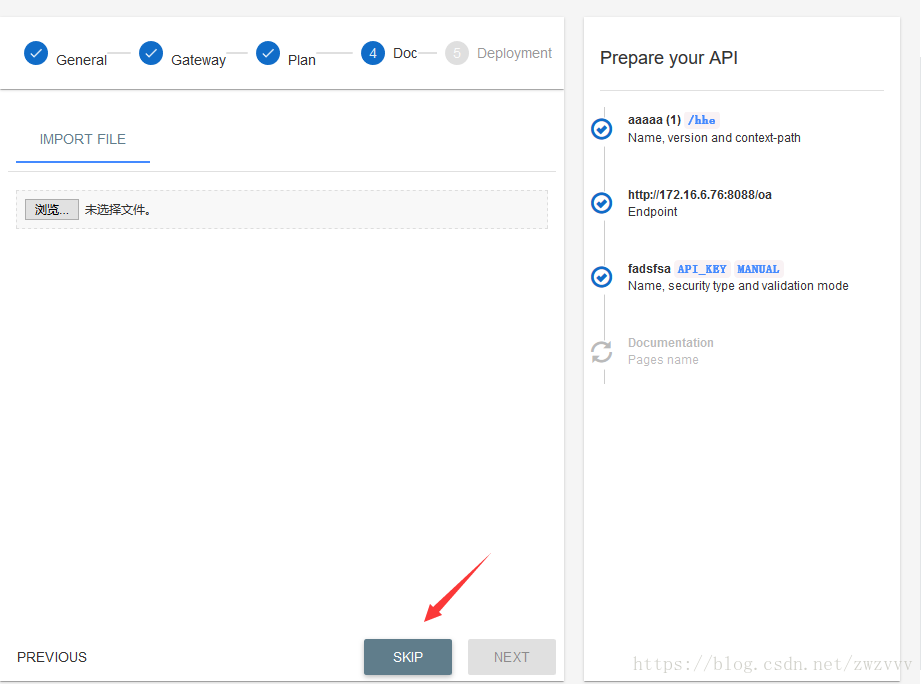 General
Gateway
Plan
4 Doc
5 Deployment
IMPORT FILE
浏览... 未选择文件。
PREVIOUS
SKIP
NEXT
Prepare your API
aaaaa (1) /hhe
Name, version and context-path
http://172.16.6.76:8088/oa
Endpoint
fadsfsa API_KEY MANUAL
Name, security type and validation mode
Documentation
Pages name
https://blog.csdn.net/zwzvvv